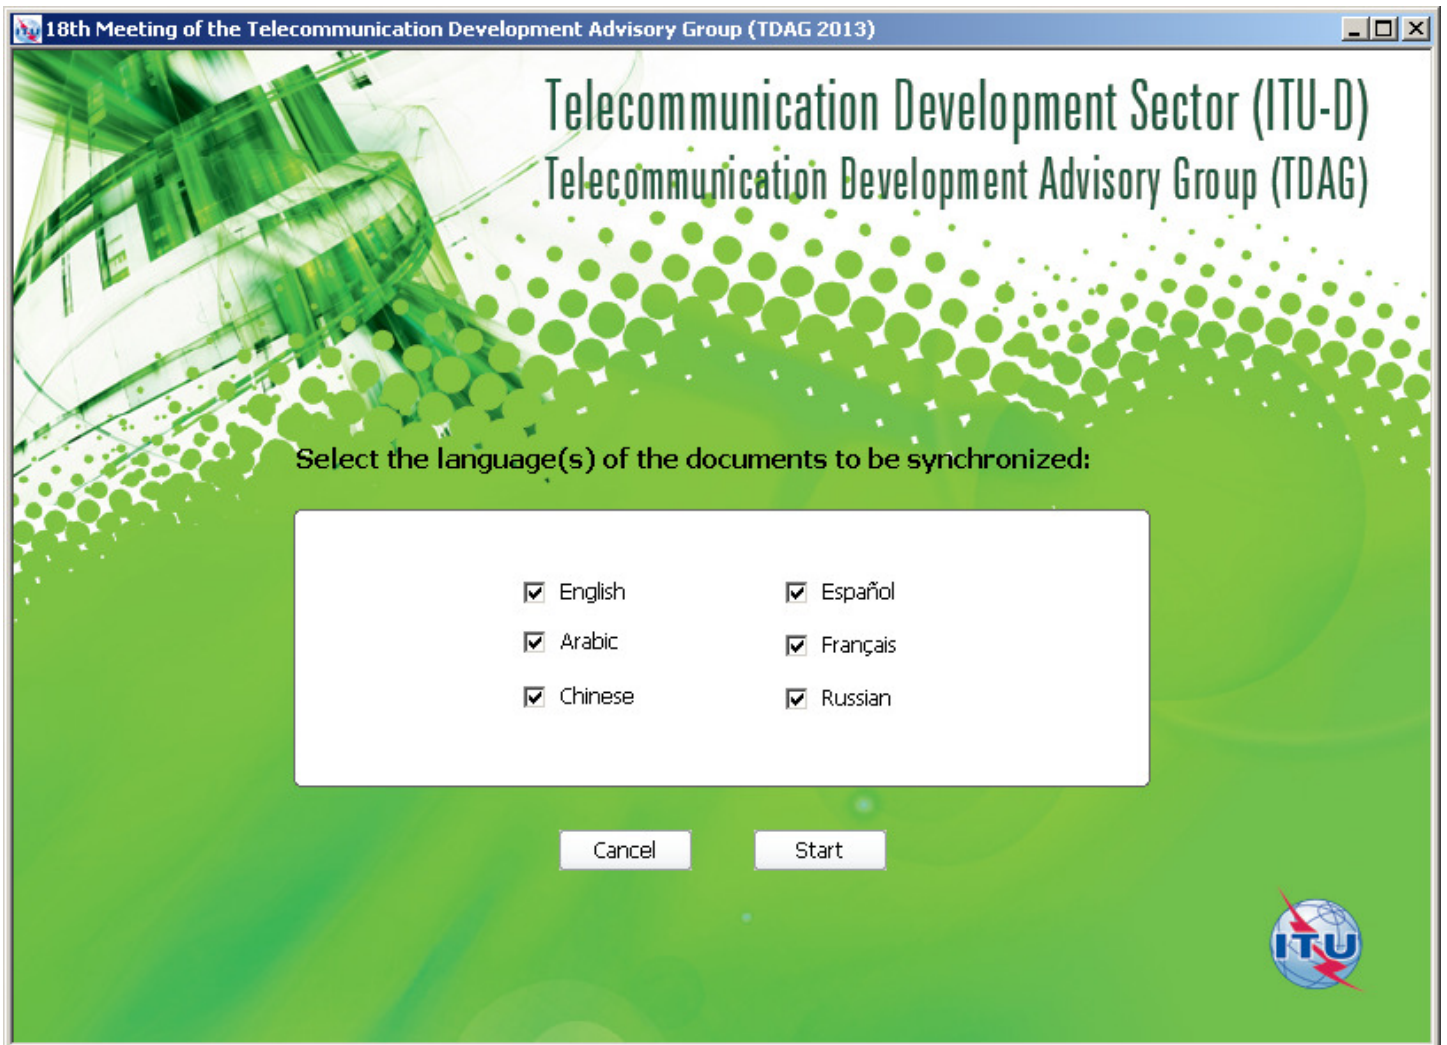 18th Meeting of the Telecommunication Development Advisory Group (TDAG 2013)
Telecommunication Development Sector (ITU-D)
Telecommunication Development Advisory Group (TDAG)
Select the language(s) of the documents to be synchronized:
English
Español
Arabic
Français
Chinese
Russian
Cancel
Start
ITU